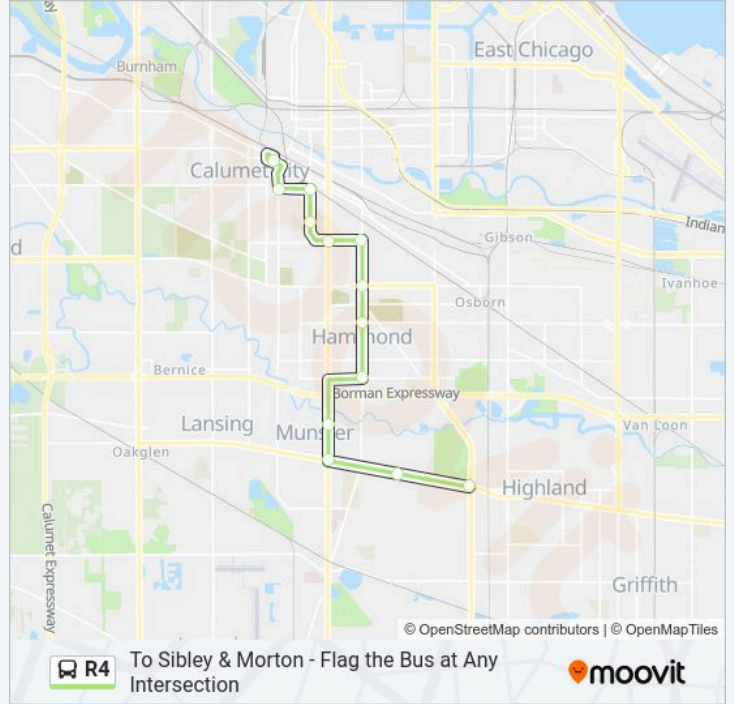 East Chicago
Burnham
Calumet City
Indian
d
Gibson
Ivanhoe
Osborn
Hammond
Bernice
Borman Expressway
Lansing
Munster
Van Loon
Oakglen
Highland
Calumet Expressway
Griffith
© OpenStreetMap contributors | © OpenMapTiles
R4
To Sibley & Morton - Flag the Bus at Any
Intersection
moovit